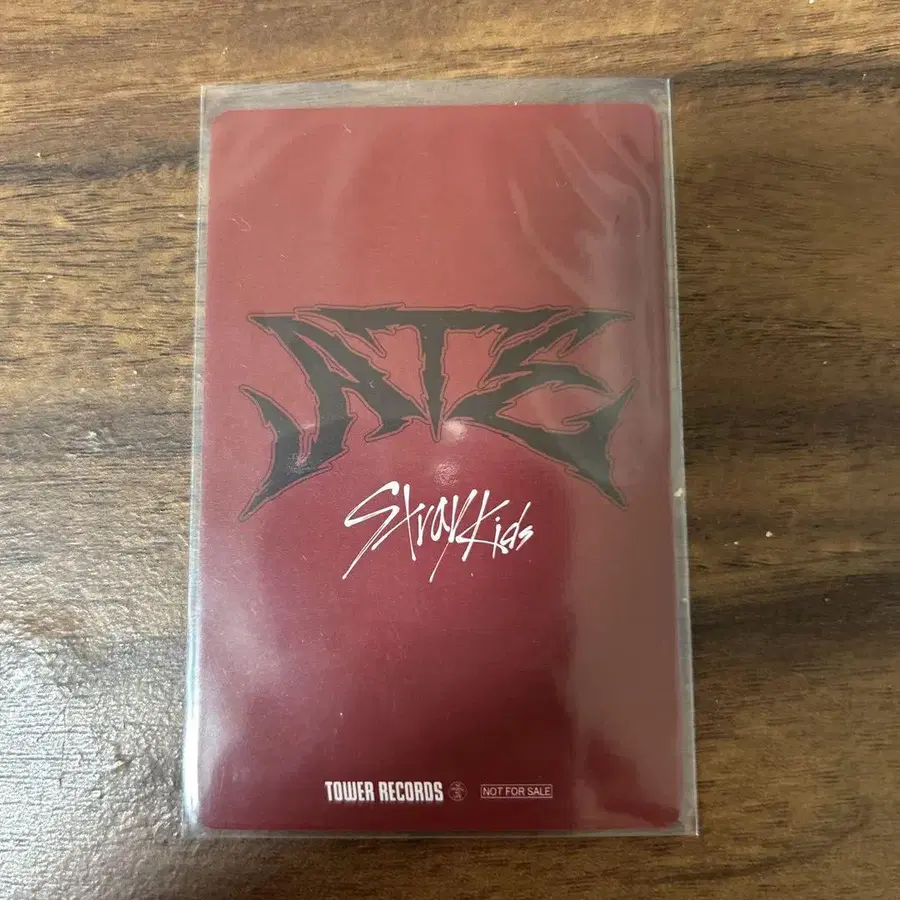 ATE
Stray Kids
TOWER RECORDS
NOT FOR SALE